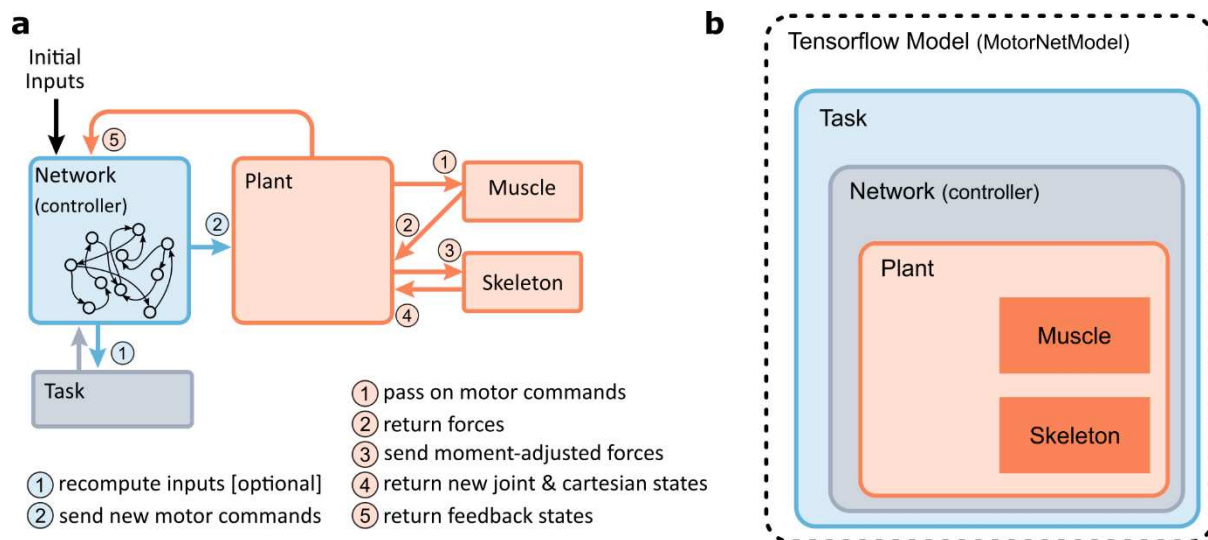 a
Initial
Inputs
5
Network
(controller)
2
1
Task
Plant
1
Muscle
2
3
Skeleton
4
1 recompute inputs [optional]
2 send new motor commands
1 pass on motor commands
2 return forces
3 send moment-adjusted forces
4 return new joint & cartesian states
5 return feedback states
b
Tensorflow Model (MotorNetModel)
Task
Network (controller)
Plant
Muscle
Skeleton